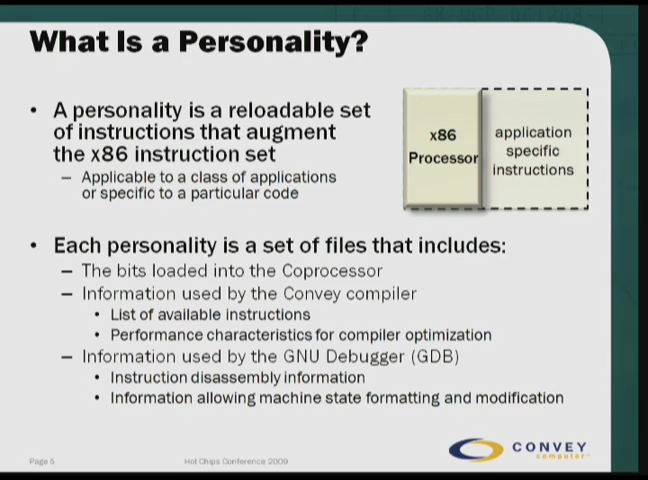 What Is a Personality?
• A personality is a reloadable set
of instructions that augment
the x86 instruction set
– Applicable to a class of applications
or specific to a particular code
x86
Processor
application
specific
instructions
• Each personality is a set of files that includes:
– The bits loaded into the Coprocessor
– Information used by the Convey compiler
• List of available instructions
• Performance characteristics for compiler optimization
– Information used by the GNU Debugger (GDB)
• Instruction disassembly information
• Information allowing machine state formatting and modification
Page 5
Hot Chips Conference 2009
CONVEY
computer